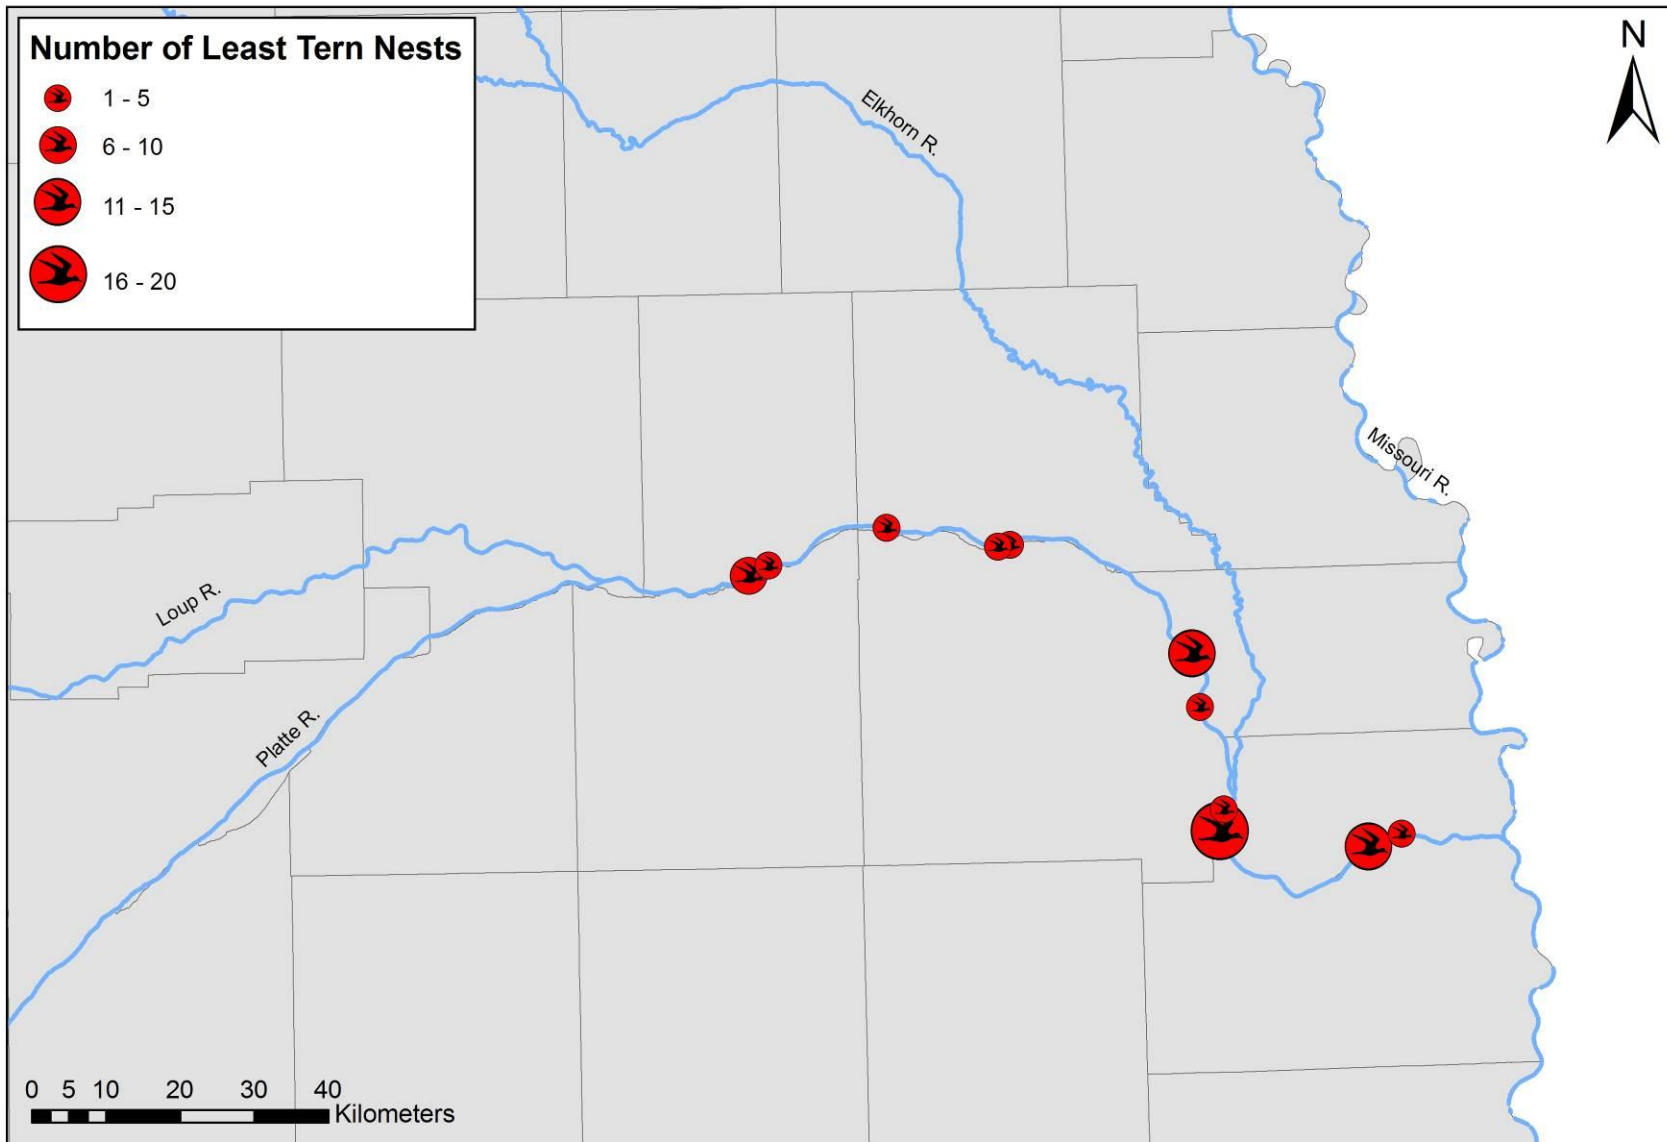 Number of Least Tern Nests
1 - 5
6 - 10
11 - 15
16 - 20
N
Elkhorn R.
Missouri R.
Loup R.
Platte R.
0 5 10 20 30 40
Kilometers